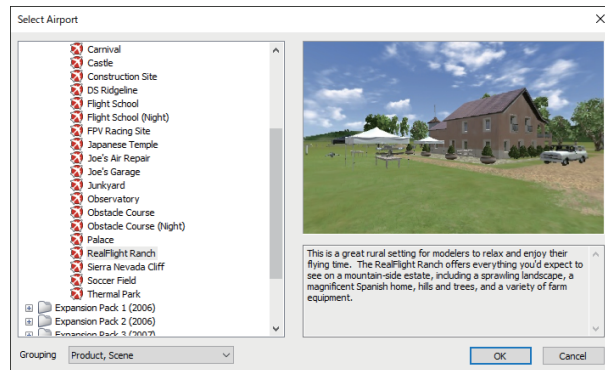 Select Airport
Carnival
Castle
Construction Site
DS Ridgeline
Flight School
Flight School (Night)
FPV Racing Site
Japanese Temple
Joe's Air Repair
Joe's Garage
Junkyard
Observatory
Obstacle Course
Obstacle Course (Night)
Palace
RealFlight Ranch
Sierra Nevada Cliff
Soccer Field
Thermal Park
Expansion Pack 1 (2006)
Expansion Pack 2 (2006)
Expansion Pack 3 (2007)
This is a great rural setting for modelers to relax and enjoy their
flying time. The RealFlight Ranch offers everything you'd expect to
see on a mountain-side estate, including a sprawling landscape, a
magnificent Spanish home, hills and trees, and a variety of farm
equipment.
Grouping Product, Scene
OK Cancel